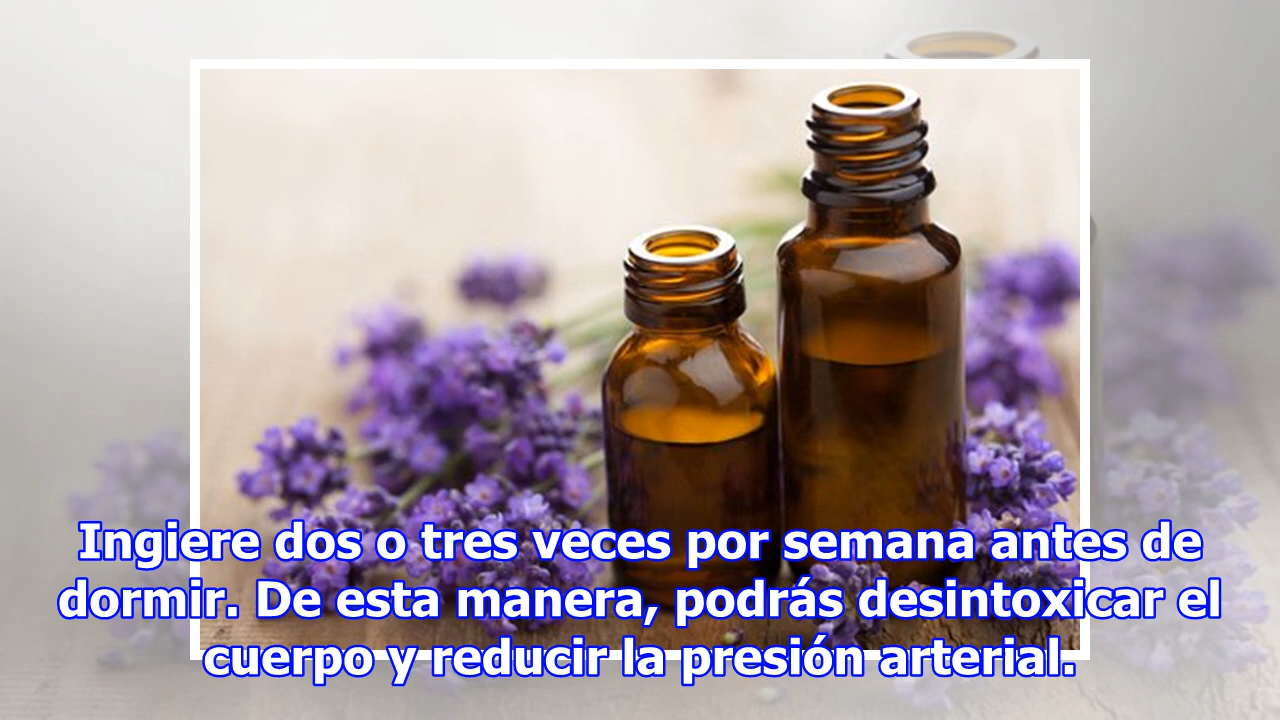 Ingiere dos o tres veces por semana antes de
dormir. De esta manera, podrás desintoxicar el
cuerpo y reducir la presión arterial.